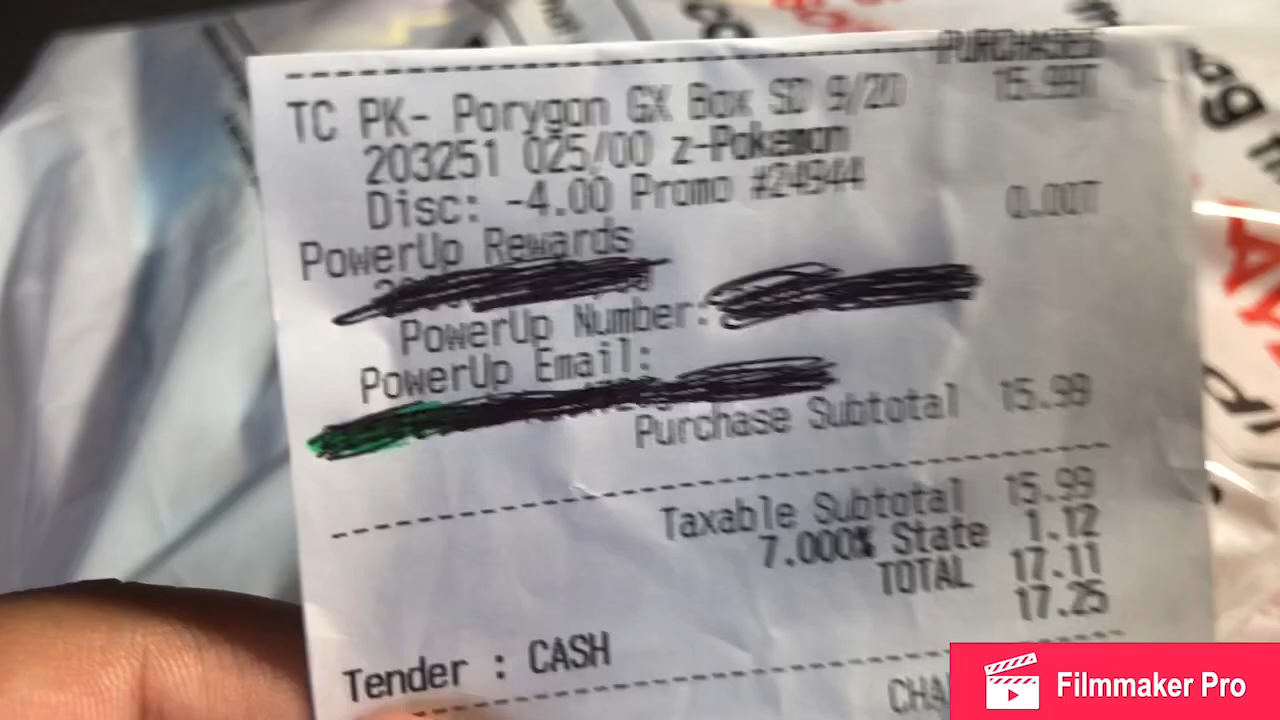 PURCHASES
TC PK- Porygon GX Box SD 9/20 15.99T
203251 025/00 z-Pokemon
Disc: -4.00 Promo #24944
PowerUp Rewards 0.00T
PowerUp Number:
PowerUp Email:
Purchase Subtotal 15.99
Taxable Subtotal 15.99
7.000% State 1.12
TOTAL 17.11
17.25
Tender : CASH
CHA
Filmmaker Pro